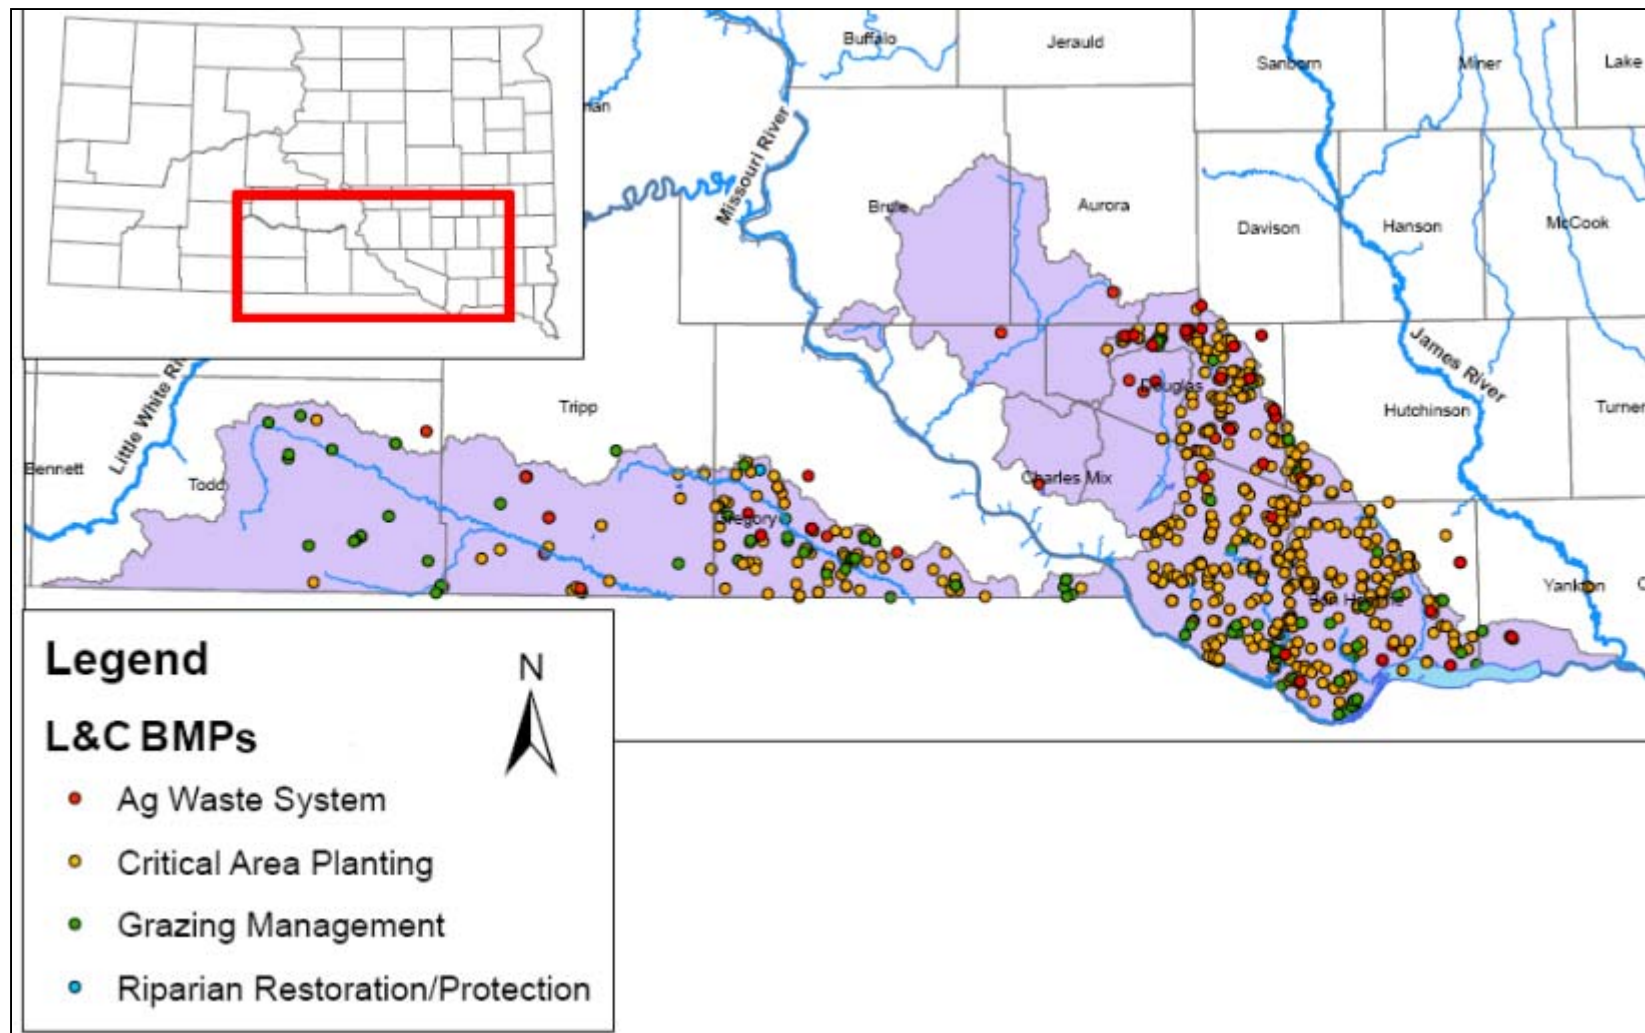 Buffalo
Jerauld
Sanborn
Miner
Lake
Missouri River
Brule
Aurora
Davison
Hanson
McCook
James River
Little White
Tripp
Douglas
Hutchinson
Turner
Bennett
Todd
Charles Mix
Gregory
Yankton
Bon Homme
Legend
N
L&C BMPs
Ag Waste System
Critical Area Planting
Grazing Management
Riparian Restoration/Protection